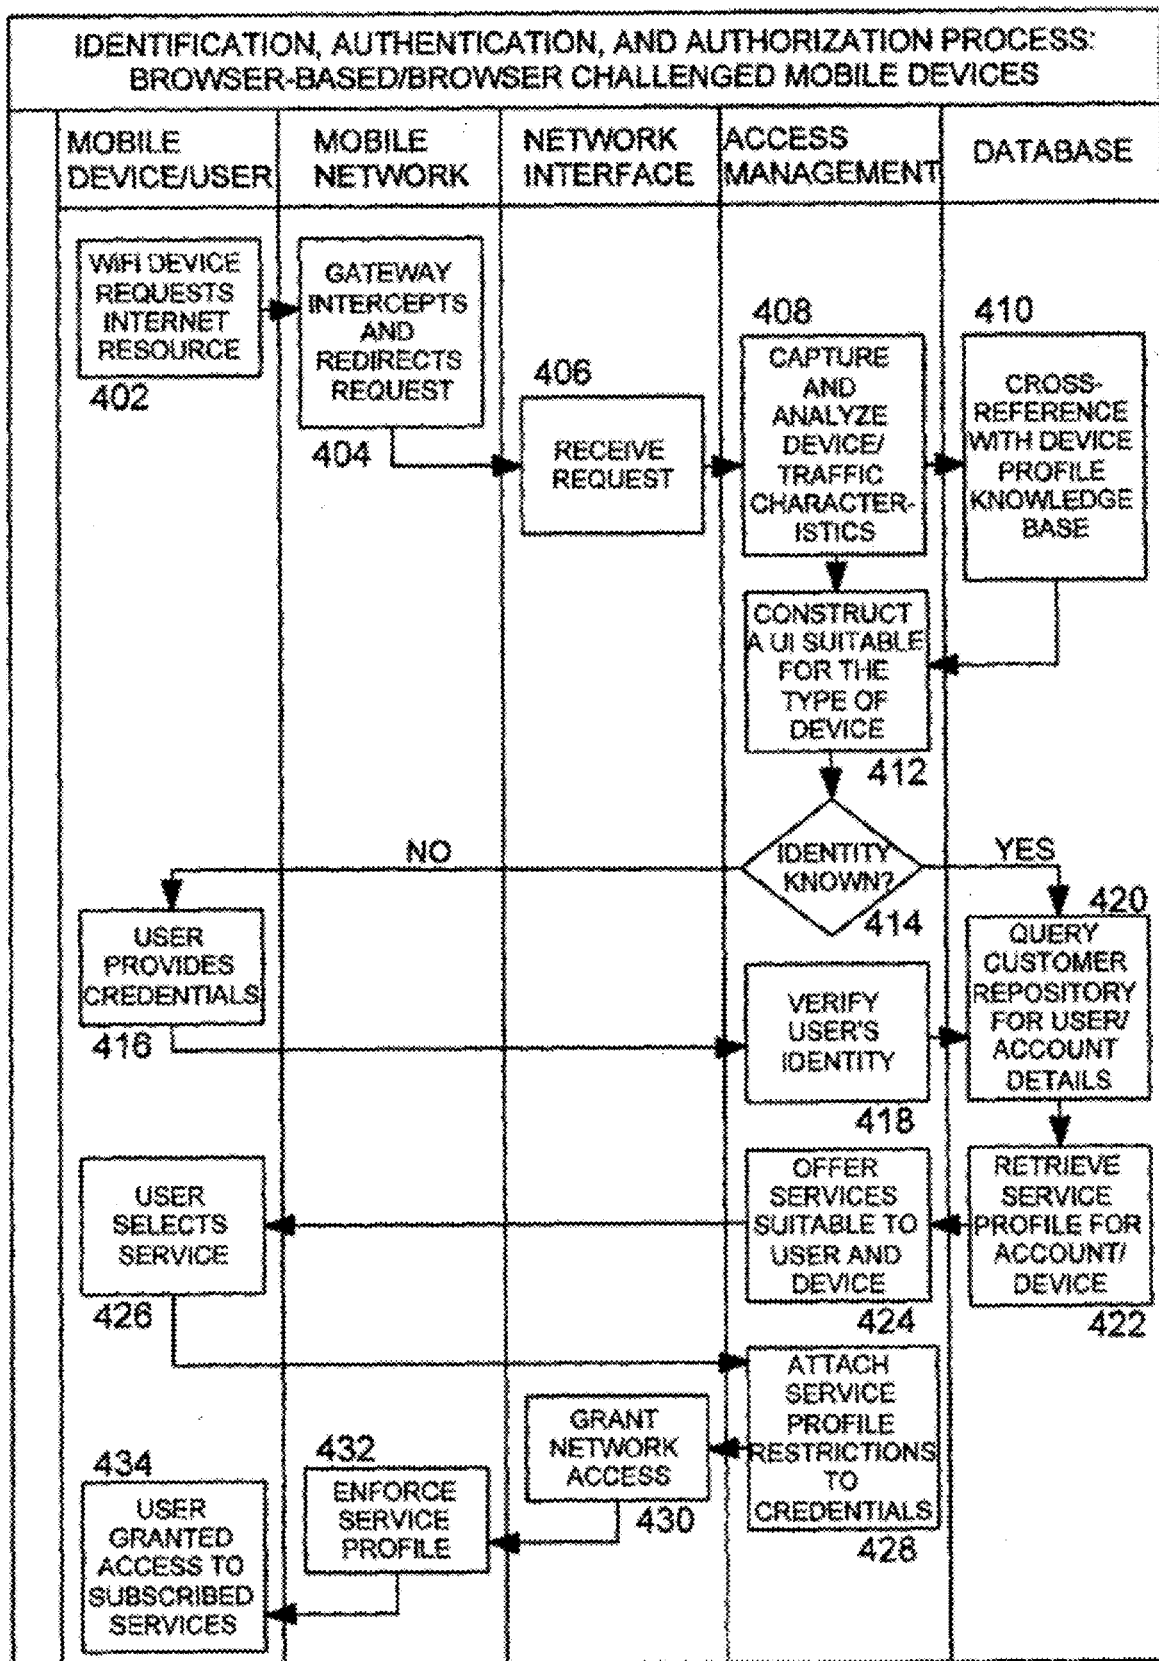 IDENTIFICATION, AUTHENTICATION, AND AUTHORIZATION PROCESS:
BROWSER-BASED/BROWSER CHALLENGED MOBILE DEVICES
MOBILE
DEVICE/USER
MOBILE
NETWORK
NETWORK
INTERFACE
ACCESS
MANAGEMENT
DATABASE
WIFI DEVICE
REQUESTS
INTERNET
RESOURCE
402
GATEWAY
INTERCEPTS
AND
REDIRECTS
REQUEST
404
406
RECEIVE
REQUEST
408
CAPTURE
AND
ANALYZE
DEVICE/
TRAFFIC
CHARACTER-
ISTICS
410
CROSS-
REFERENCE
WITH DEVICE
PROFILE
KNOWLEDGE
BASE
CONSTRUCT
A UI SUITABLE
FOR THE
TYPE OF
DEVICE
412
NO
IDENTITY
KNOWN?
YES
414
USER
PROVIDES
CREDENTIALS
416
VERIFY
USER'S
IDENTITY
418
420
QUERY
CUSTOMER
REPOSITORY
FOR USER/
ACCOUNT
DETAILS
USER
SELECTS
SERVICE
426
OFFER
SERVICES
SUITABLE TO
USER AND
DEVICE
424
RETRIEVE
SERVICE
PROFILE FOR
ACCOUNT/
DEVICE
422
ATTACH
SERVICE
PROFILE
RESTRICTIONS
TO
CREDENTIALS
428
GRANT
NETWORK
ACCESS
430
432
ENFORCE
SERVICE
PROFILE
434
USER
GRANTED
ACCESS TO
SUBSCRIBED
SERVICES